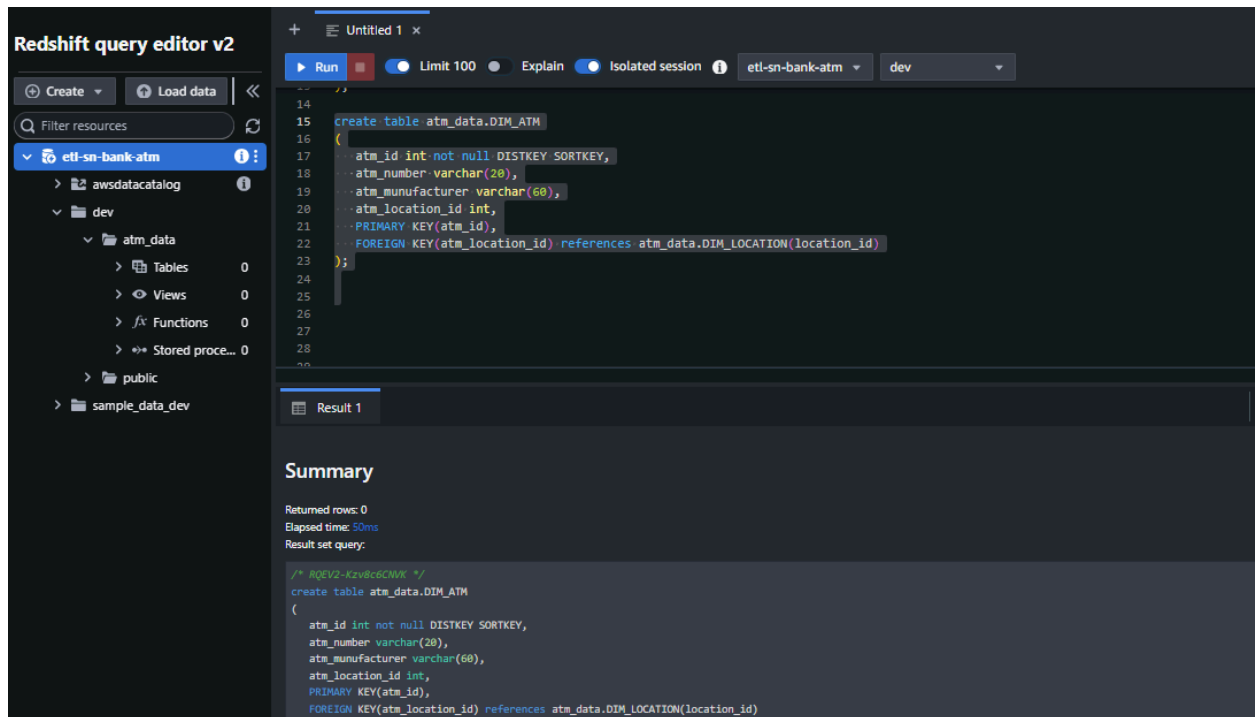 Redshift query editor v2
Create
Load data
Filter resources
etl-sn-bank-atm
awsdatacatalog
dev
atm_data
Tables 0
Views 0
fx Functions 0
Stored proce... 0
public
sample_data_dev
+ Untitled 1 ×
Run Limit 100 Explain Isolated session etl-sn-bank-atm dev
13 );
14
15 create table atm_data.DIM_ATM
16 (
17 atm_id int not null DISTKEY SORTKEY,
18 atm_number varchar(20),
19 atm_munufacturer varchar(60),
20 atm_location_id int,
21 PRIMARY KEY(atm_id),
22 FOREIGN KEY(atm_location_id) references atm_data.DIM_LOCATION(location_id)
23 );
24
25
26
27
28
29
Result 1
Summary
Returned rows: 0
Elapsed time: 50ms
Result set query:
/* RQEV2-Kzv8c6CNVK */
create table atm_data.DIM_ATM
(
atm_id int not null DISTKEY SORTKEY,
atm_number varchar(20),
atm_munufacturer varchar(60),
atm_location_id int,
PRIMARY KEY(atm_id),
FOREIGN KEY(atm_location_id) references atm_data.DIM_LOCATION(location_id)